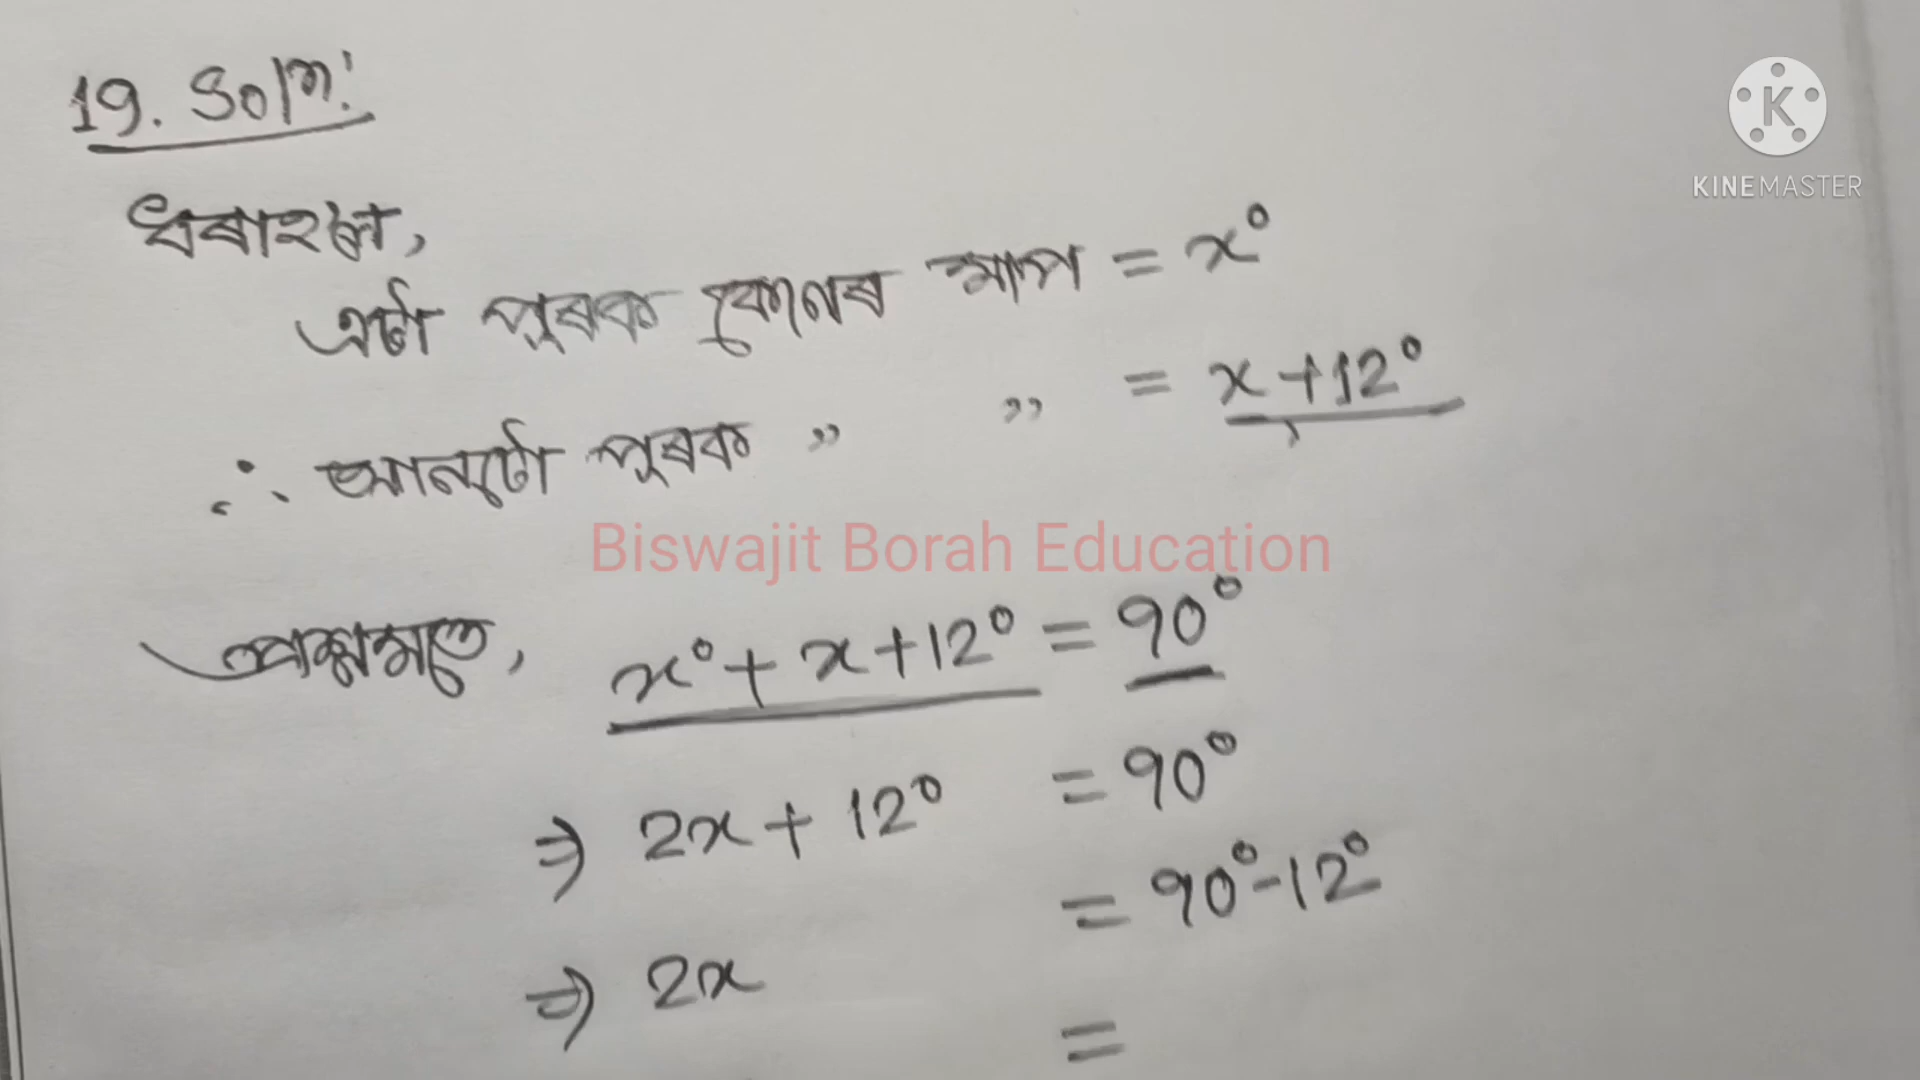 19. Soln:
KINEMASTER
ধৰাহ'ল,
এটা পূৰক কোণৰ মাপ = x°
∴ আনটো পূৰক " " = x+12°
Biswajit Borah Education
প্ৰশ্নমতে, x° + x+12° = 90°
⇒ 2x + 12° = 90°
⇒ 2x = 90°-12°
=